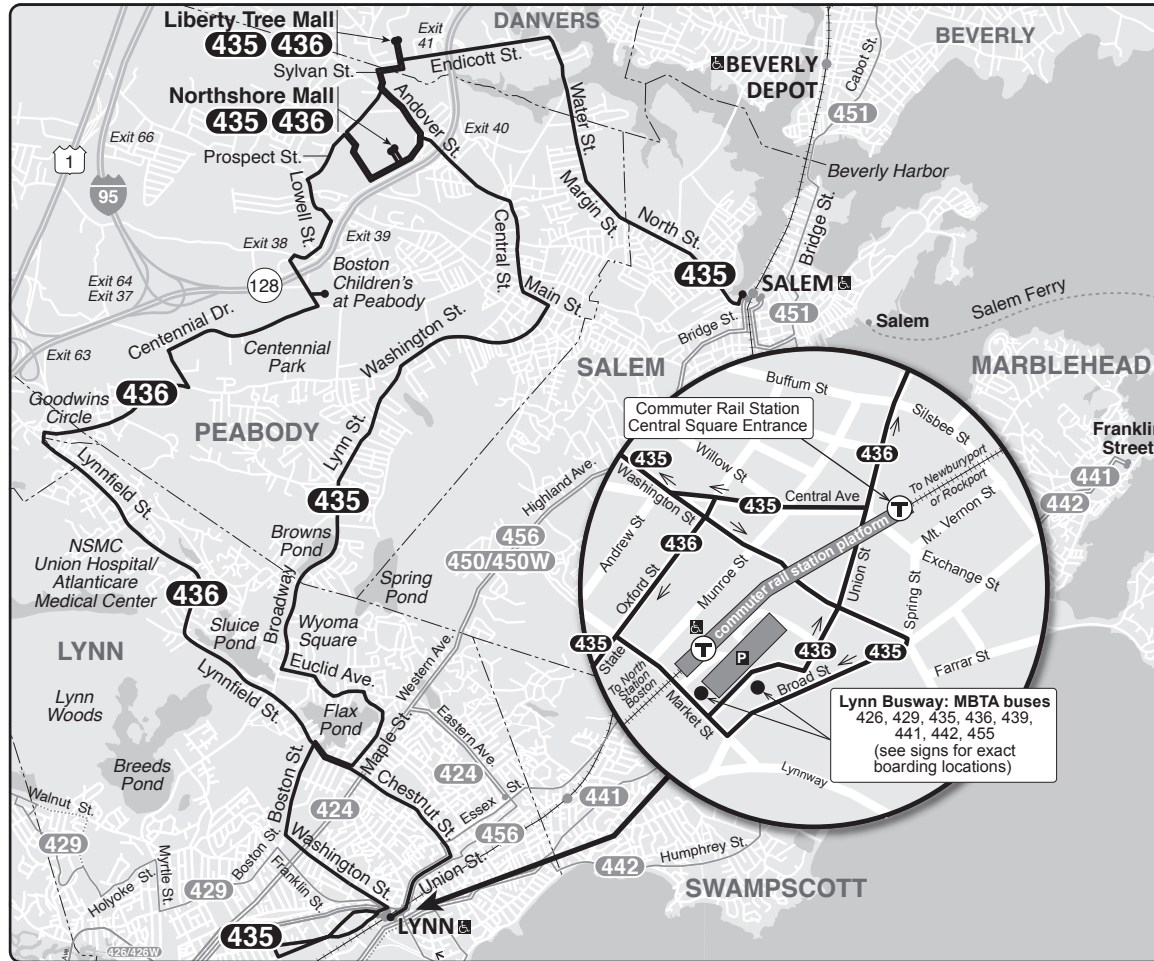 Liberty Tree Mall
435 436
Exit
41
DANVERS
BEVERLY
Endicott St.
Sylvan St.
BEVERLY
DEPOT
Cabot St.
451
Northshore Mall
435 436
Andover St.
Water St.
Exit 66
Exit 40
1
Prospect St.
95
Lowell St.
Margin St.
North St.
Beverly Harbor
Bridge St.
Central St.
Exit 38
Exit 39
435
Boston
Children's
at Peabody
Exit 64
Exit 37
128
Main St.
SALEM
451
Bridge St.
Salem Ferry
Salem
Centennial Dr.
Centennial
Park
Washington St.
Exit 63
SALEM
MARBLEHEAD
436
Goodwins
Circle
PEABODY
Lynn St.
Franklin
Street
441
442
Lynnfield St.
435
Highland Ave.
456
450/450W
NSMC
Union Hospital/
Atlanticare
Medical Center
Browns
Pond
Spring
Pond
436
Broadway
Sluice
Pond
Wyoma
Square
Euclid Ave.
LYNN
Western Ave.
Lynn
Woods
Lynnfield St.
Flax
Pond
Maple St.
Eastern Ave.
424
Breeds
Pond
Boston St.
Chestnut St.
424
Essex St.
441
Walnut St.
429
456
Washington St.
Union St.
442
Humphrey St.
Holyoke St.
Myrtle St.
429
Boston St.
Franklin St.
SWAMPSCOTT
435
LYNN
426/426W
Commuter Rail Station
Central Square Entrance
Buffum St
Silsbee St
436
435
Willow St
To Newburyport
or Rockport
Washington St
435
Central Ave
T
Mt. Vernon St
Andrew St
436
Exchange St
Oxford St
Munroe St
commuter rail station platform
Union St
Spring St
435
State
T
P
436
435
Farrar St
Broad St
To North
Station
Boston
Market St
Lynnway
Lynn Busway: MBTA buses
426, 429, 435, 436, 439,
441, 442, 455
(see signs for exact
boarding locations)